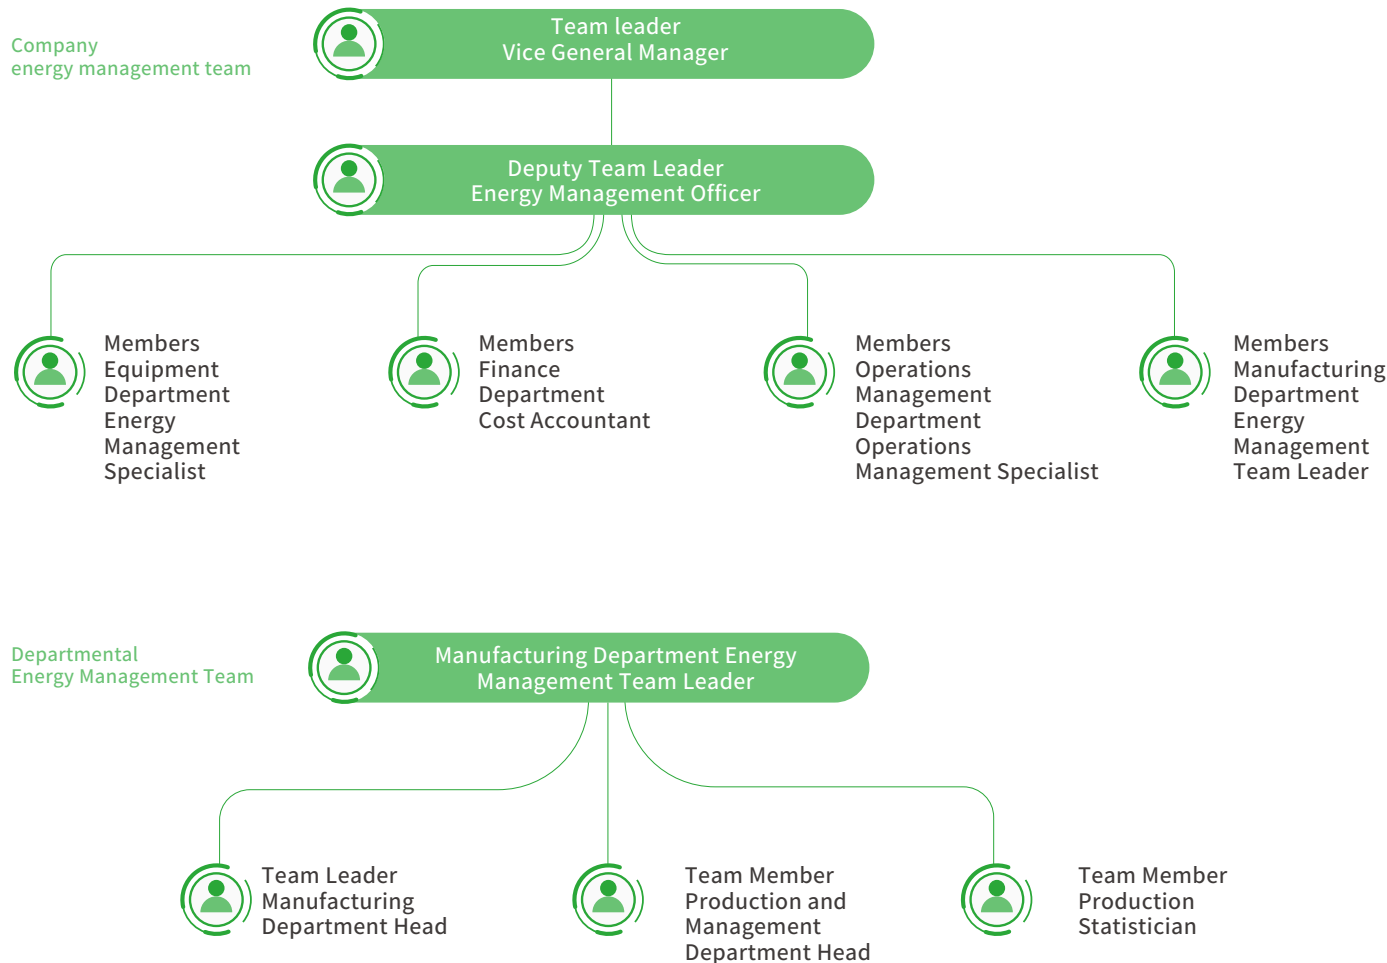 Company
energy management team
Team leader
Vice General Manager
Deputy Team Leader
Energy Management Officer
Members
Equipment
Department
Energy
Management
Specialist
Members
Finance
Department
Cost Accountant
Members
Operations
Management
Department
Operations
Management Specialist
Members
Manufacturing
Department
Energy
Management
Team Leader
Departmental
Energy Management Team
Manufacturing Department Energy
Management Team Leader
Team Leader
Manufacturing
Department Head
Team Member
Production and
Management
Department Head
Team Member
Production
Statistician